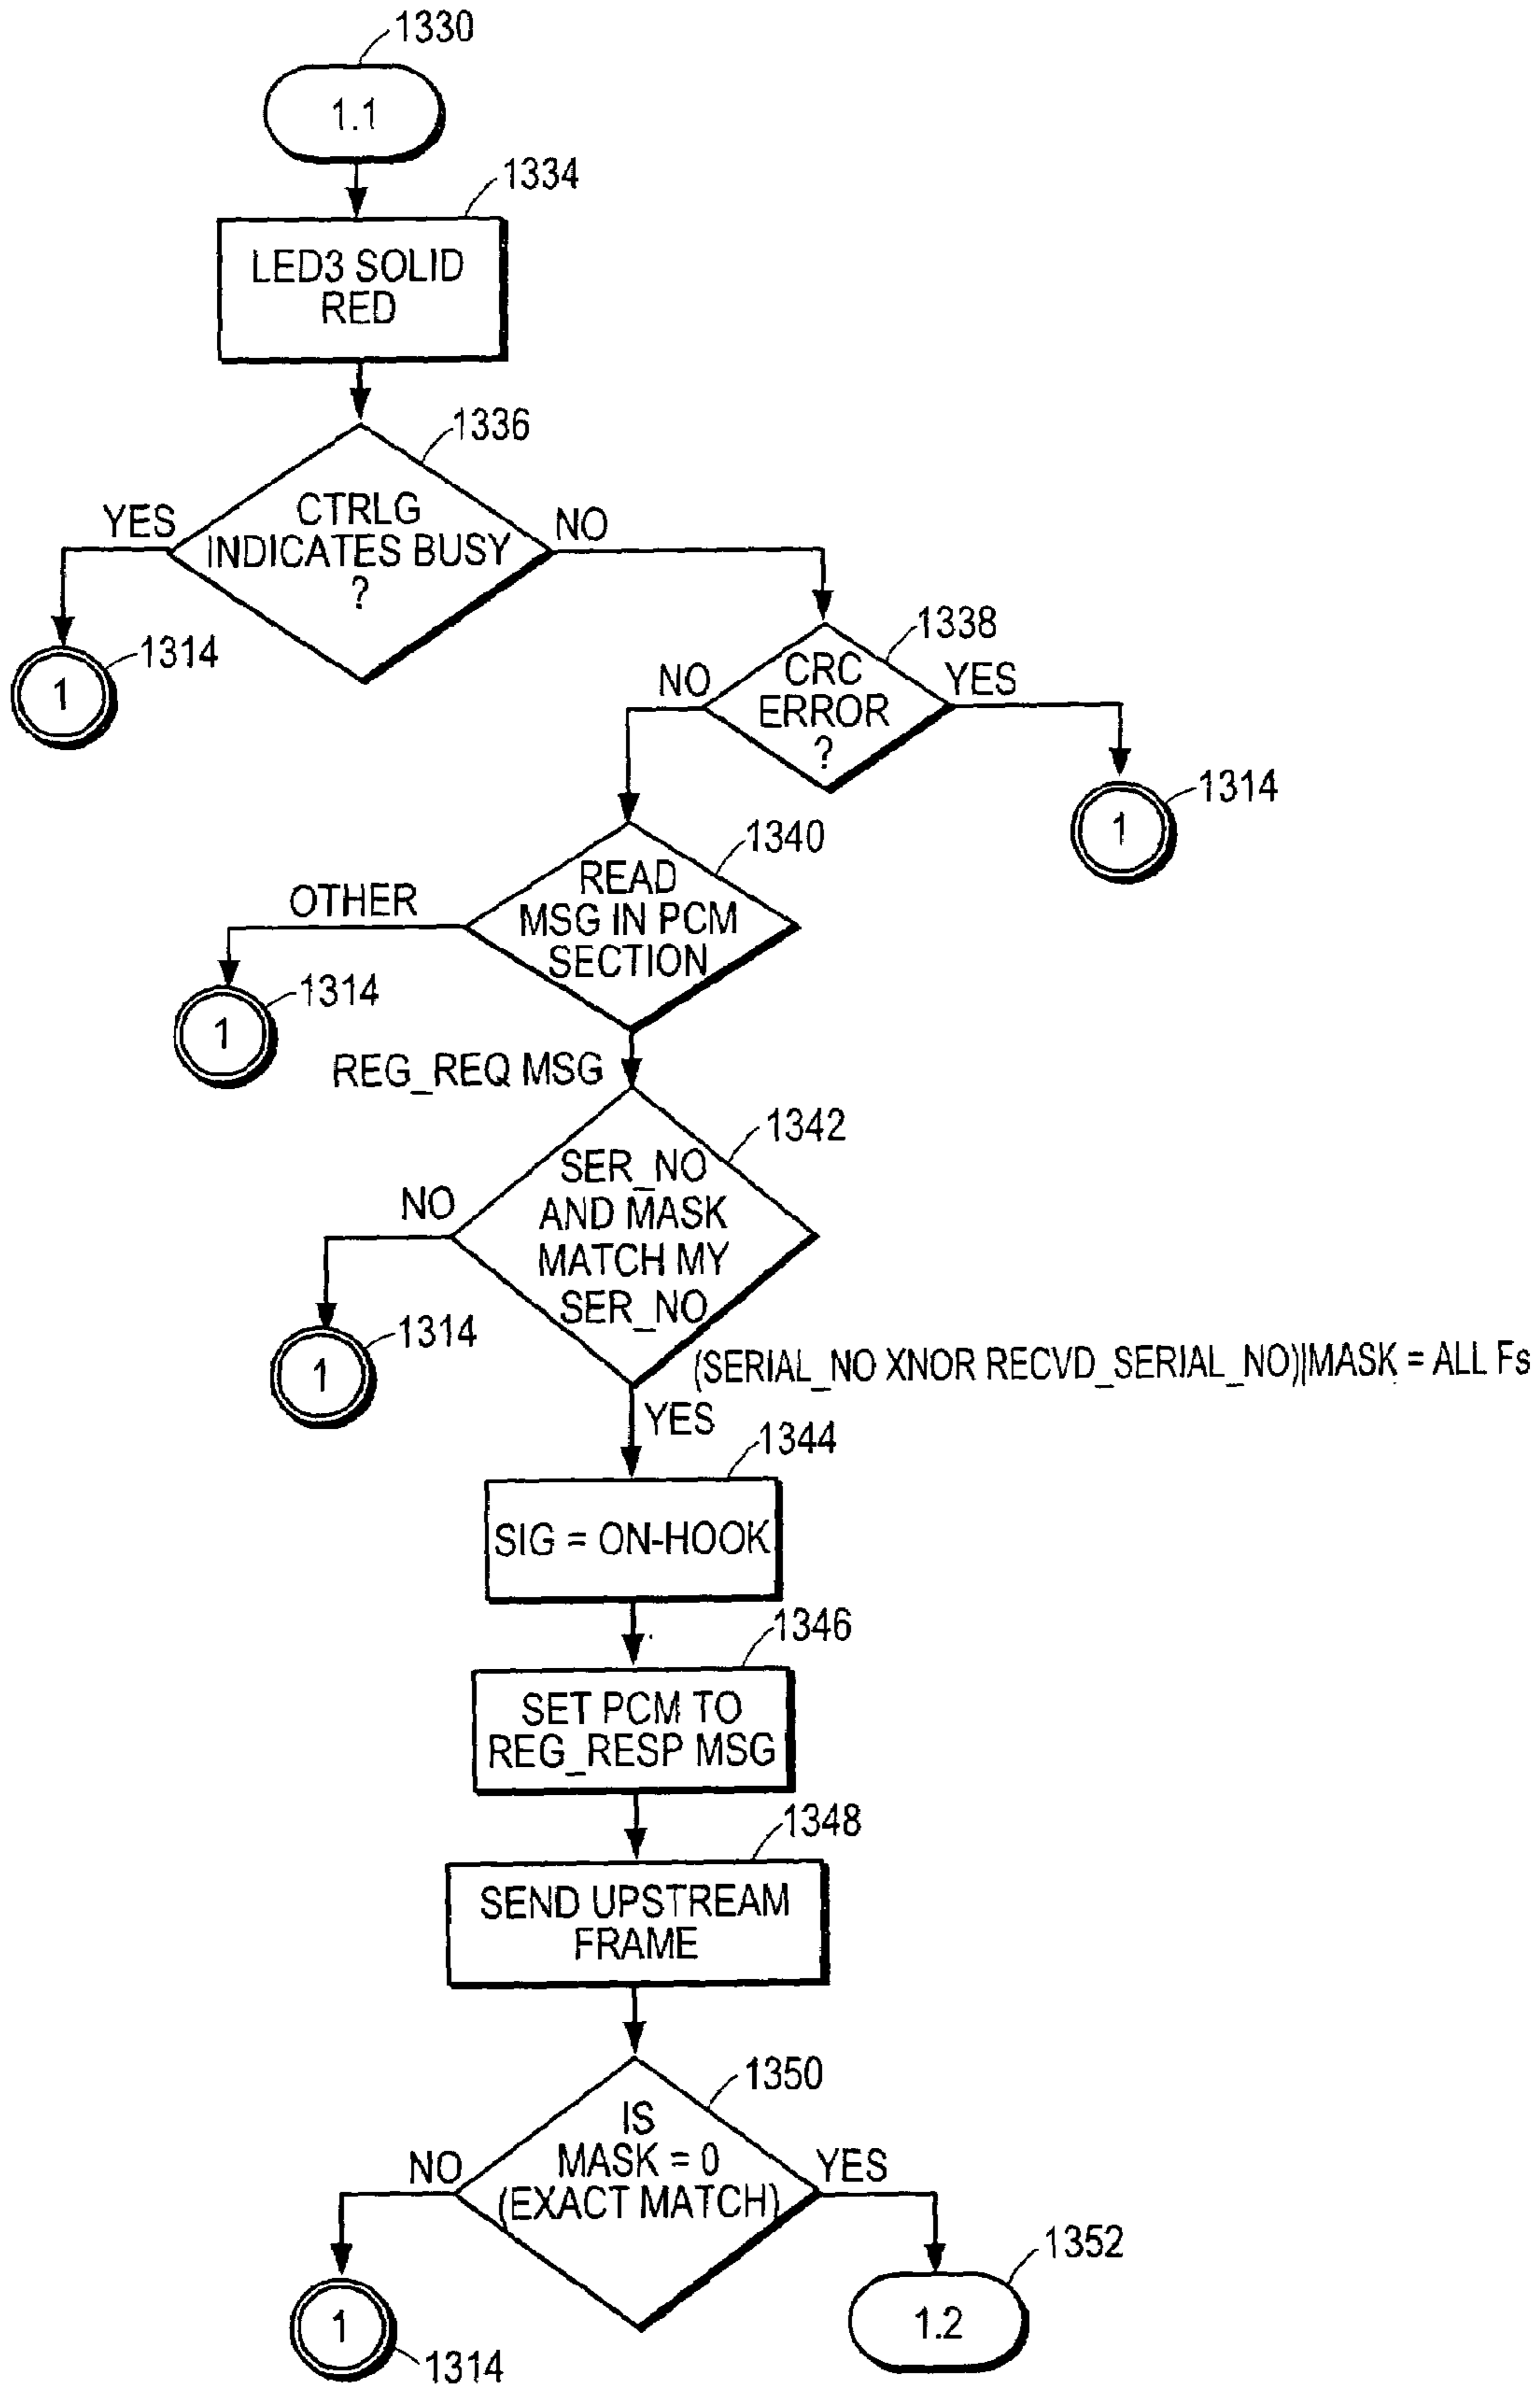 1330
1.1
1334
LED3 SOLID
RED
1336
CTRLG
INDICATES BUSY
?
YES
NO
1314
1
1338
CRC
ERROR
?
NO
YES
1314
1
1340
READ
MSG IN PCM
SECTION
OTHER
1314
1
REG_REQ MSG
1342
SER_NO
AND MASK
MATCH MY
SER_NO
NO
1314
1
(SERIAL_NO XNOR RECVD_SERIAL_NO)|MASK = ALL Fs
YES
1344
SIG = ON-HOOK
1346
SET PCM TO
REG_RESP MSG
1348
SEND UPSTREAM
FRAME
1350
IS
MASK = 0
(EXACT MATCH)
NO
YES
1352
1
1.2
1314